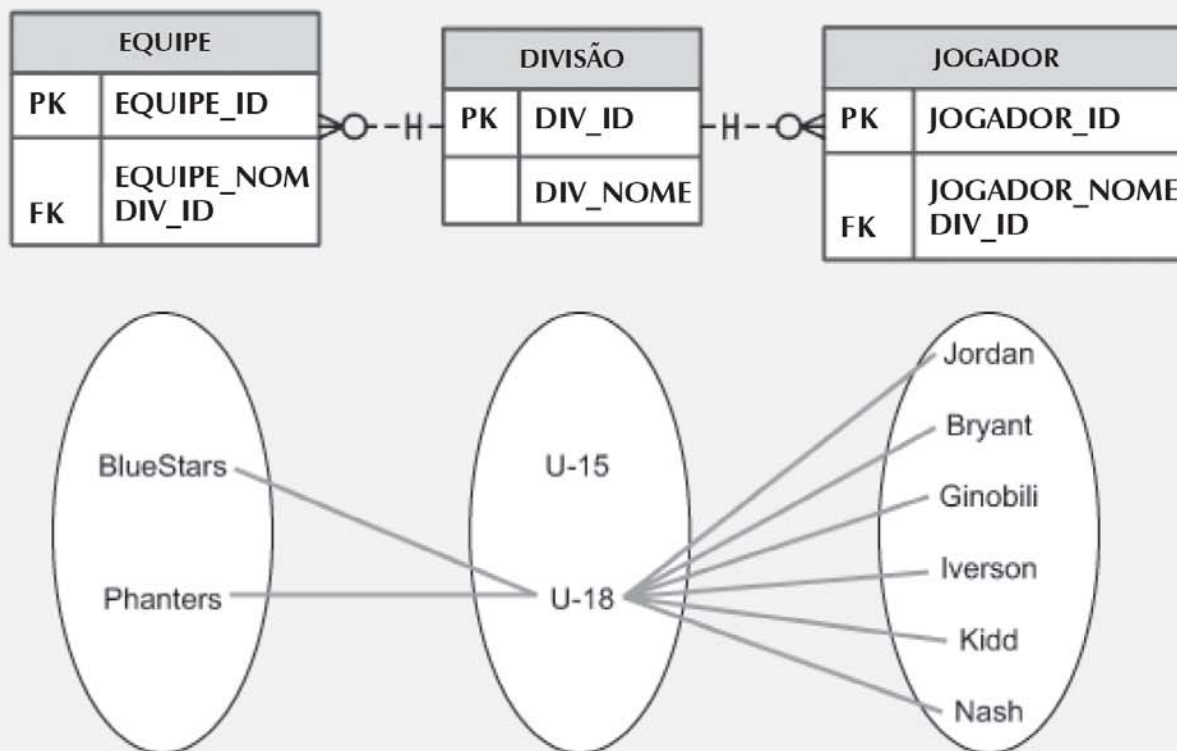 EQUIPE
PK EQUIPE_ID
EQUIPE_NOM
FK DIV_ID
DIVISÃO
PK DIV_ID
DIV_NOME
JOGADOR
PK JOGADOR_ID
JOGADOR_NOME
FK DIV_ID
BlueStars
Phanters
U-15
U-18
Jordan
Bryant
Ginobili
Iverson
Kidd
Nash